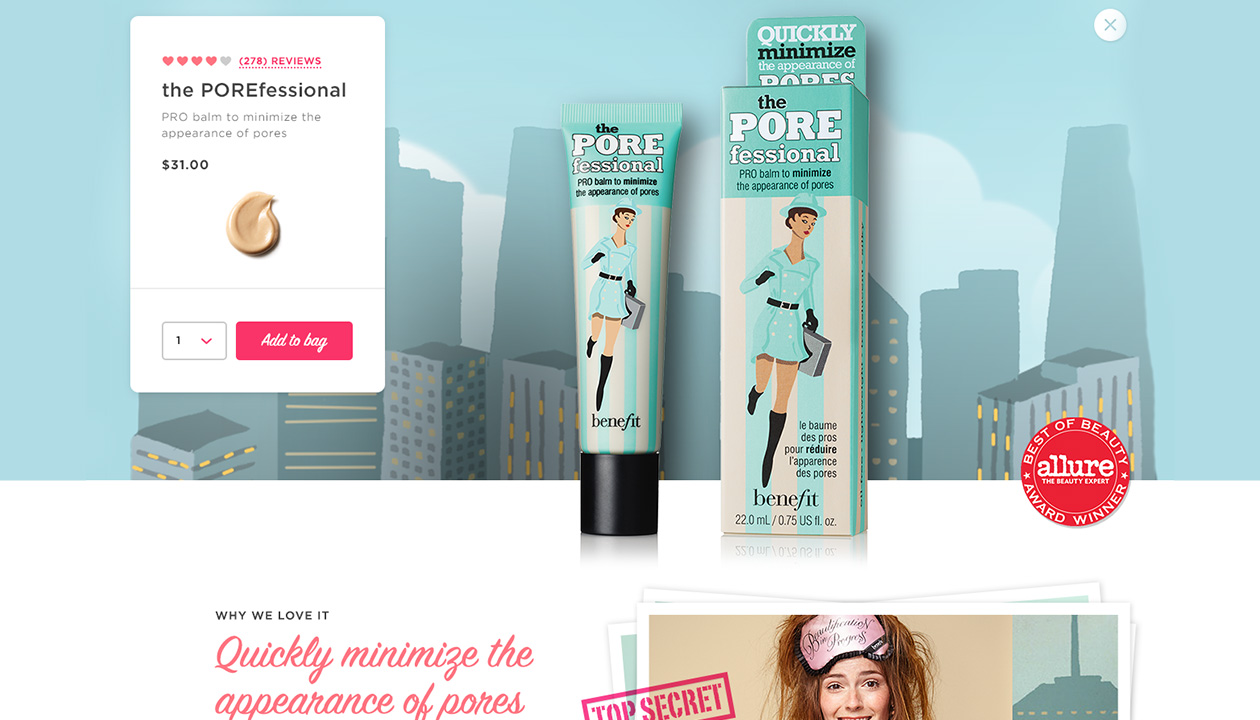 (278) REVIEWS
the POREfessional
PRO balm to minimize the
appearance of pores
$31.00
1
Add to bag
the
PORE
fessional
PRO balm to minimize
the appearance of pores
benefit
QUICKLY
minimize
the appearance of
PORES
the
PORE
fessional
PRO balm to minimize
the appearance of pores
le baume
des pros
pour réduire
l'apparence
des pores
benefit
22.0 mL / 0.75 US fl. oz.
BEST OF BEAUTY
allure
THE BEAUTY EXPERT
AWARD WINNER
WHY WE LOVE IT
Quickly minimize the
appearance of pores
Beautification
in Progress
TOP SECRET